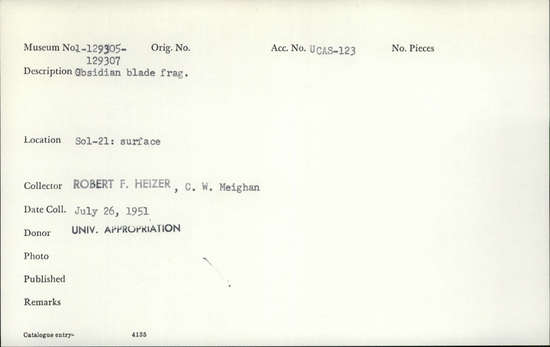 Museum No.1-129305- Orig. No. Acc. No. UCAS-123 No. Pieces
129307
Description Obsidian blade frag.
Location Sol-21: surface
Collector ROBERT F. HEIZER , C. W. Meighan
Date Coll. July 26, 1951
Donor UNIV. APPROPRIATION
Photo
Published
Remarks
Catalogue entry- 4135